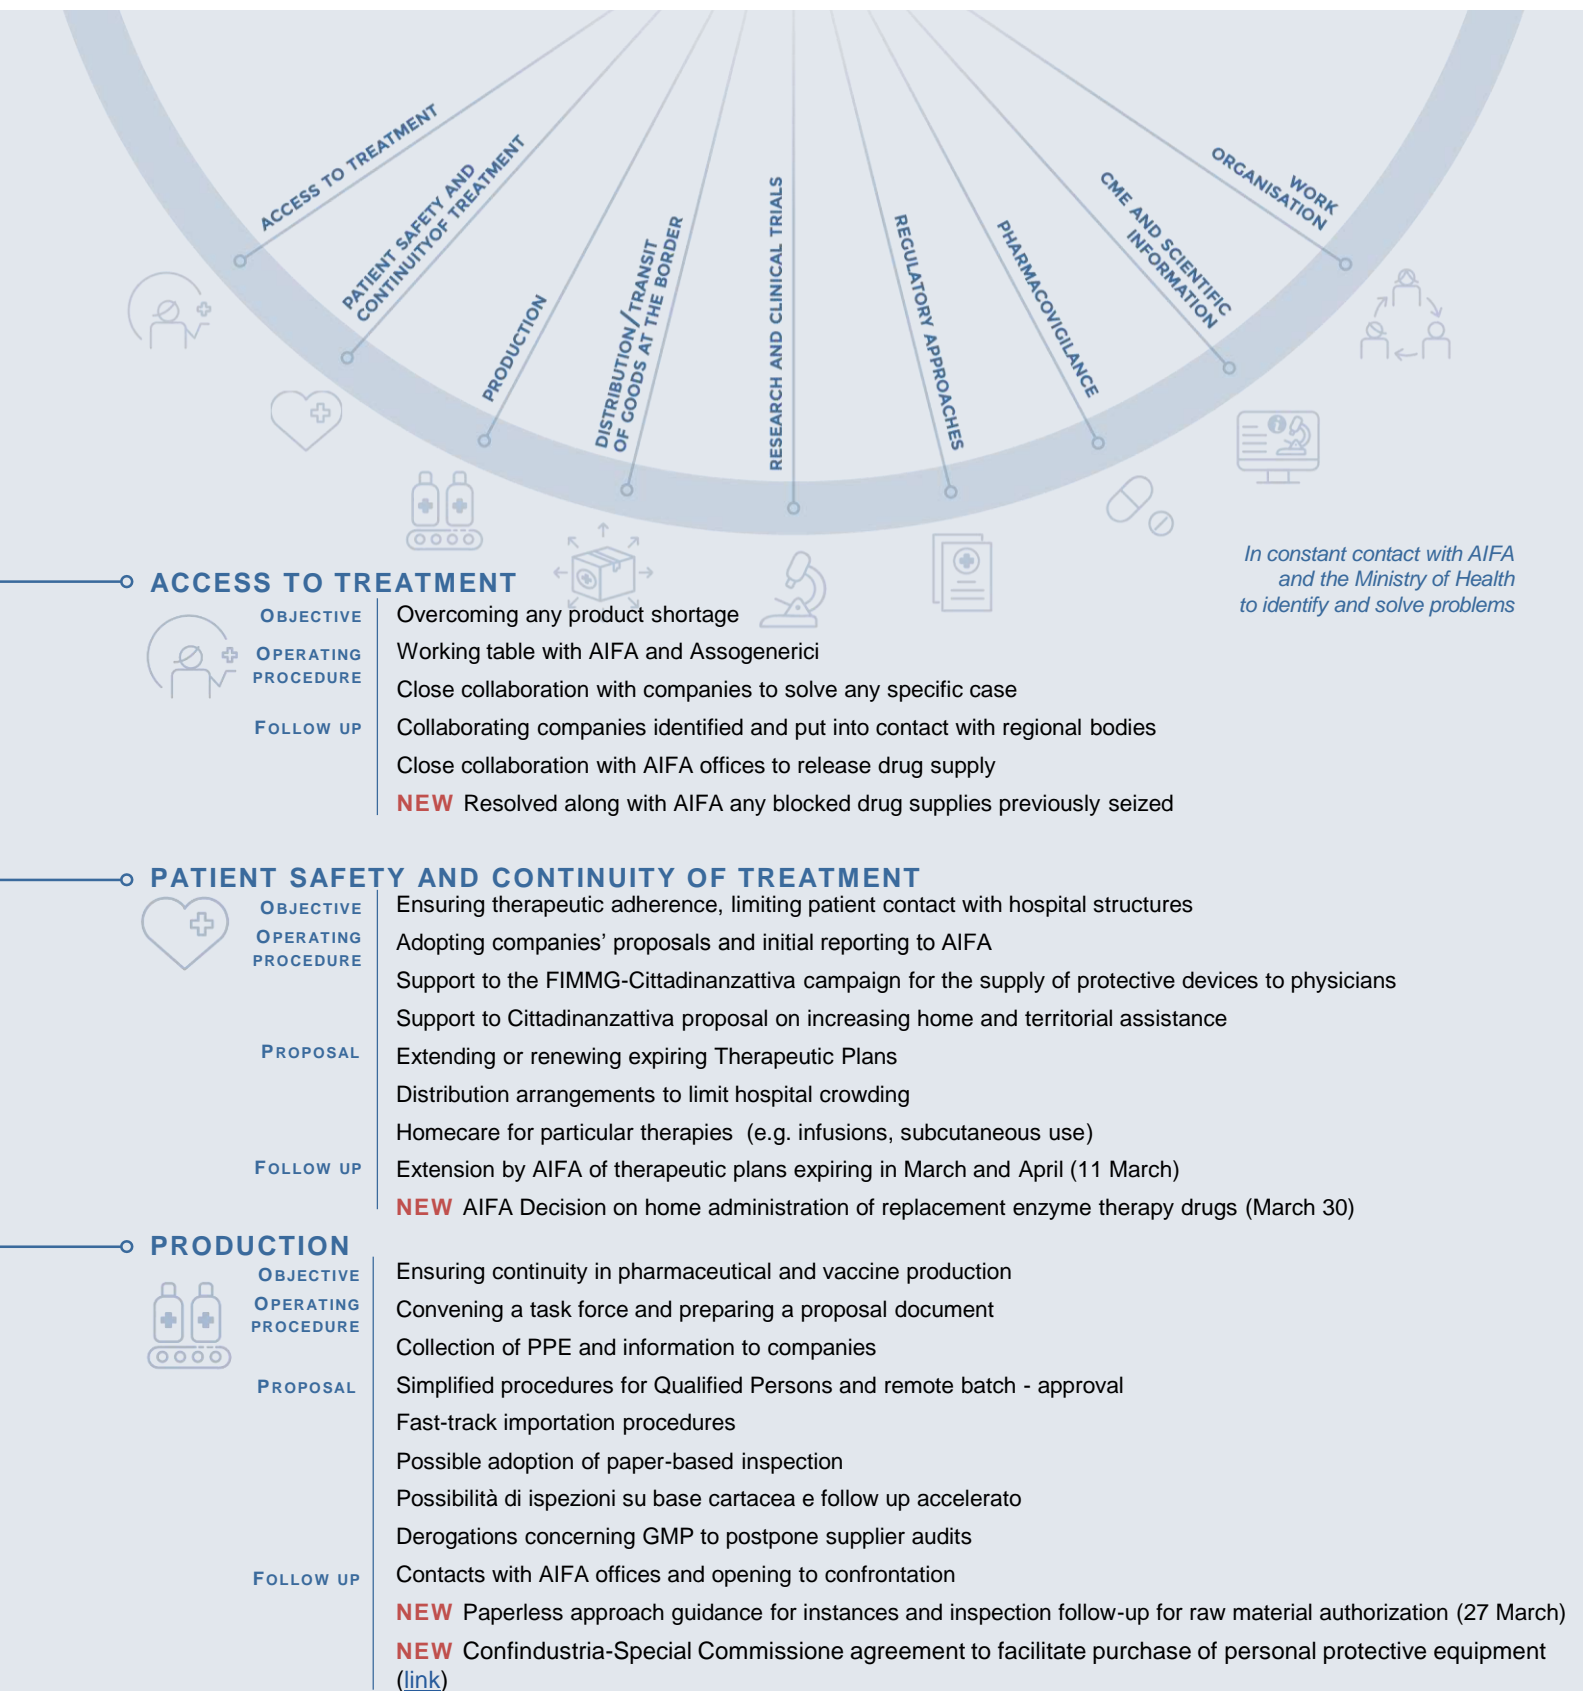 ACCESS TO TREATMENT
PATIENT SAFETY AND
CONTINUITYOF TREATMENT
PRODUCTION
DISTRIBUTION/TRANSIT
OF GOODS AT THE BORDER
RESEARCH AND CLINICAL TRIALS
REGULATORY APPROACHES
PHARMACOVIGILANCE
CME AND SCIENTIFIC
INFORMATION
WORK
ORGANISATION
In constant contact with AIFA
and the Ministry of Health
to identify and solve problems
ACCESS TO TREATMENT
OBJECTIVE
Overcoming any product shortage
OPERATING
PROCEDURE
Working table with AIFA and Assogenerici
Close collaboration with companies to solve any specific case
FOLLOW UP
Collaborating companies identified and put into contact with regional bodies
Close collaboration with AIFA offices to release drug supply
NEW Resolved along with AIFA any blocked drug supplies previously seized
PATIENT SAFETY AND CONTINUITY OF TREATMENT
OBJECTIVE
Ensuring therapeutic adherence, limiting patient contact with hospital structures
OPERATING
PROCEDURE
Adopting companies' proposals and initial reporting to AIFA
Support to the FIMMG-Cittadinanzattiva campaign for the supply of protective devices to physicians
Support to Cittadinanzattiva proposal on increasing home and territorial assistance
PROPOSAL
Extending or renewing expiring Therapeutic Plans
Distribution arrangements to limit hospital crowding
Homecare for particular therapies (e.g. infusions, subcutaneous use)
FOLLOW UP
Extension by AIFA of therapeutic plans expiring in March and April (11 March)
NEW AIFA Decision on home administration of replacement enzyme therapy drugs (March 30)
PRODUCTION
OBJECTIVE
Ensuring continuity in pharmaceutical and vaccine production
OPERATING
PROCEDURE
Convening a task force and preparing a proposal document
Collection of PPE and information to companies
PROPOSAL
Simplified procedures for Qualified Persons and remote batch - approval
Fast-track importation procedures
Possible adoption of paper-based inspection
Possibilità di ispezioni su base cartacea e follow up accelerato
Derogations concerning GMP to postpone supplier audits
FOLLOW UP
Contacts with AIFA offices and opening to confrontation
NEW Paperless approach guidance for instances and inspection follow-up for raw material authorization (27 March)
NEW Confindustria-Special Commissione agreement to facilitate purchase of personal protective equipment
(link)